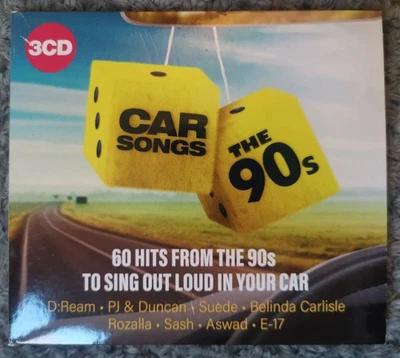 3CD
CAR
SONGS
THE
90s
60 HITS FROM THE 90s
TO SING OUT LOUD IN YOUR CAR
D:Ream • PJ & Duncan • Suede • Belinda Carlisle
Rozalla • Sash • Aswad • E-17